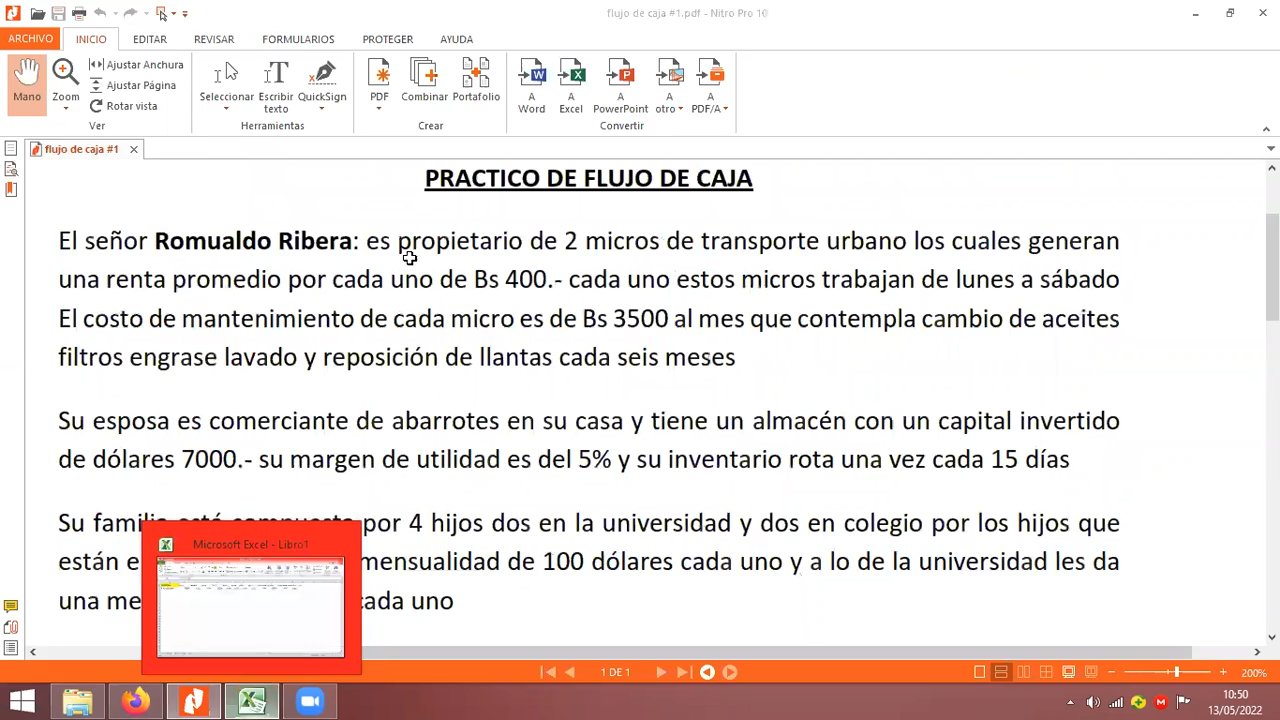 flujo de caja #1.pdf - Nitro Pro 10
ARCHIVO INICIO EDITAR REVISAR FORMULARIOS PROTEGER AYUDA
Mano
Zoom
Ajustar Anchura
Ajustar Página
Rotar vista
Ver
Seleccionar
Escribir texto
QuickSign
Herramientas
PDF
Combinar
Portafolio
Crear
A Word
A Excel
A PowerPoint
A otro
A PDF/A
Convertir
flujo de caja #1
PRACTICO DE FLUJO DE CAJA
El señor Romualdo Ribera: es propietario de 2 micros de transporte urbano los cuales generan
una renta promedio por cada uno de Bs 400.- cada uno estos micros trabajan de lunes a sábado
El costo de mantenimiento de cada micro es de Bs 3500 al mes que contempla cambio de aceites
filtros engrase lavado y reposición de llantas cada seis meses
Su esposa es comerciante de abarrotes en su casa y tiene un almacén con un capital invertido
de dólares 7000.- su margen de utilidad es del 5% y su inventario rota una vez cada 15 días
Su familia está compuesta por 4 hijos dos en la universidad y dos en colegio por los hijos que
están mensualidad de 100 dólares cada uno y a lo de la universidad les da
una cada uno
Microsoft Excel - Libro1
1 DE 1
200%
10:50
13/05/2022